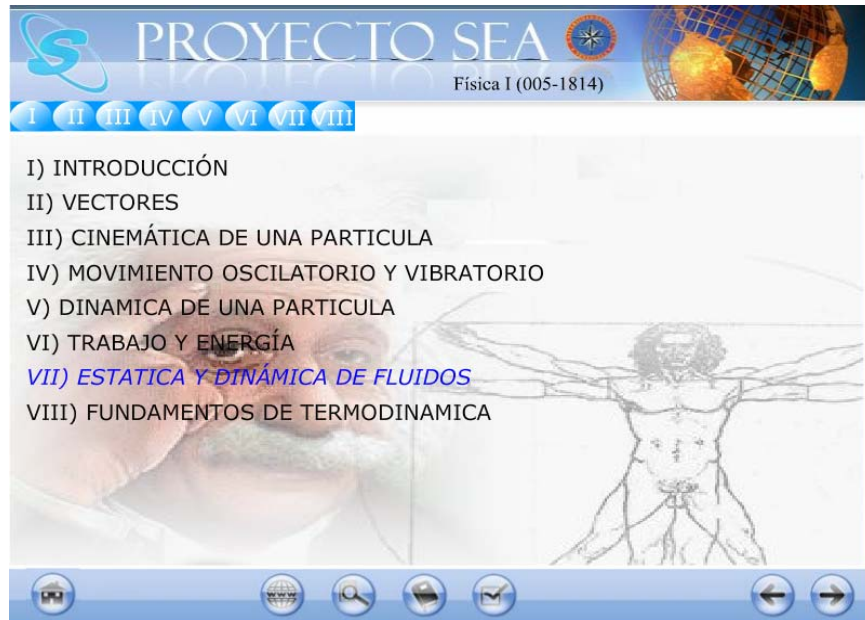 PROYECTO SEA
Física I (005-1814)
I II III IV V VI VII VIII
I) INTRODUCCIÓN
II) VECTORES
III) CINEMÁTICA DE UNA PARTICULA
IV) MOVIMIENTO OSCILATORIO Y VIBRATORIO
V) DINAMICA DE UNA PARTICULA
VI) TRABAJO Y ENERGÍA
VII) ESTATICA Y DINÁMICA DE FLUIDOS
VIII) FUNDAMENTOS DE TERMODINAMICA
www